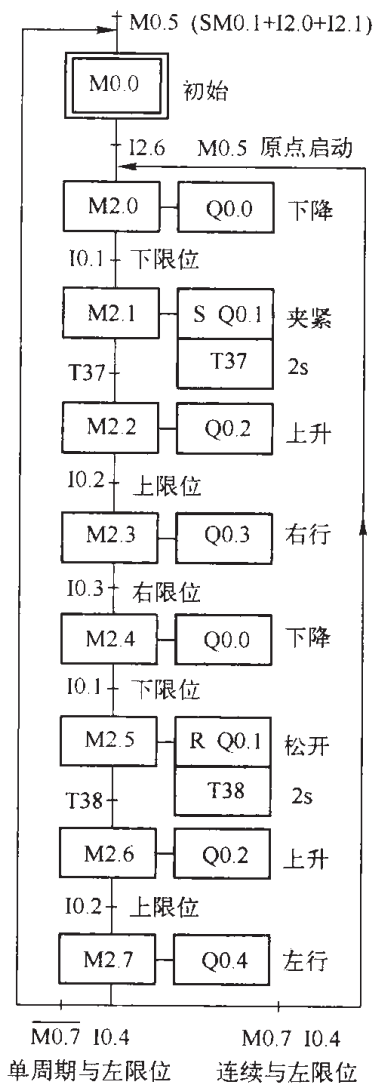 M0.5 (SM0.1+I2.0+I2.1)
M0.0 初始
I2.6 M0.5 原点启动
M2.0 Q0.0 下降
I0.1 下限位
M2.1 S Q0.1 夹紧
T37 2s
T37
M2.2 Q0.2 上升
I0.2 上限位
M2.3 Q0.3 右行
I0.3 右限位
M2.4 Q0.0 下降
I0.1 下限位
M2.5 R Q0.1 松开
T38 2s
T38
M2.6 Q0.2 上升
I0.2 上限位
M2.7 Q0.4 左行
M̅0̅.̅7̅ I0.4 M0.7 I0.4
单周期与左限位 连续与左限位